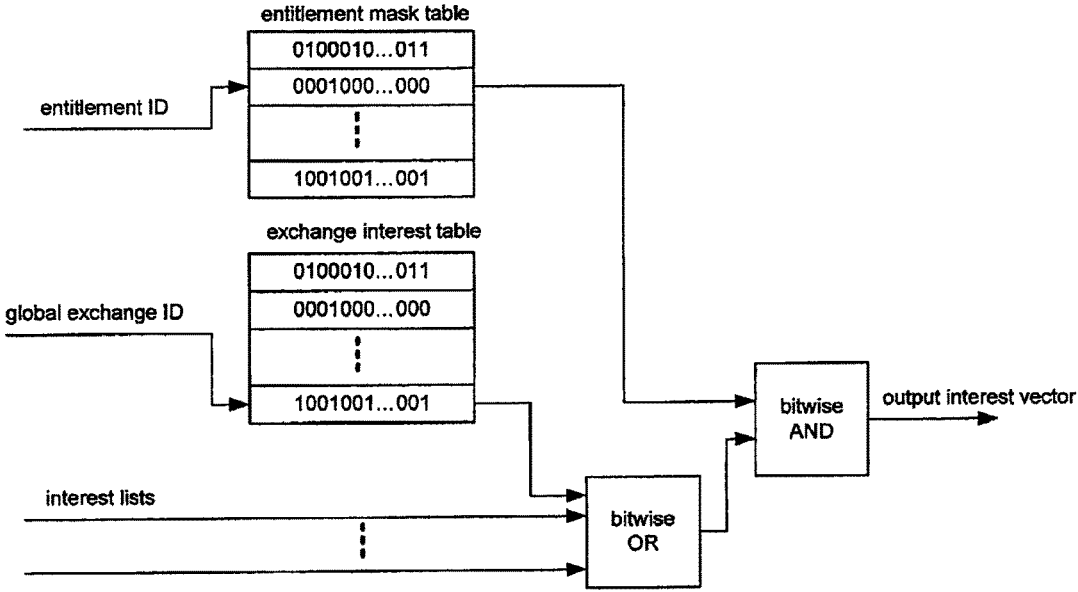 entitlement mask table
0100010...011
entitlement ID
0001000...000
1001001...001
exchange interest table
0100010...011
global exchange ID
0001000...000
1001001...001
bitwise
AND
output interest vector
interest lists
bitwise
OR